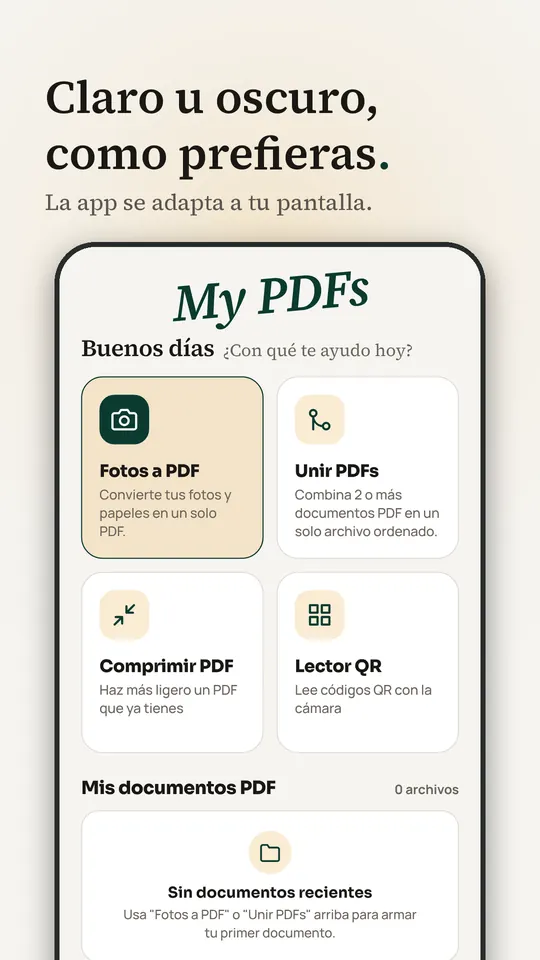 Claro u oscuro,
como prefieras.
La app se adapta a tu pantalla.
My PDFs
Buenos días ¿Con qué te ayudo hoy?
Fotos a PDF
Convierte tus fotos y
papeles en un solo
PDF.
Unir PDFs
Combina 2 o más
documentos PDF en un
solo archivo ordenado.
Comprimir PDF
Haz más ligero un PDF
que ya tienes
Lector QR
Lee códigos QR con la
cámara
Mis documentos PDF 0 archivos
Sin documentos recientes
Usa "Fotos a PDF" o "Unir PDFs" arriba para armar
tu primer documento.